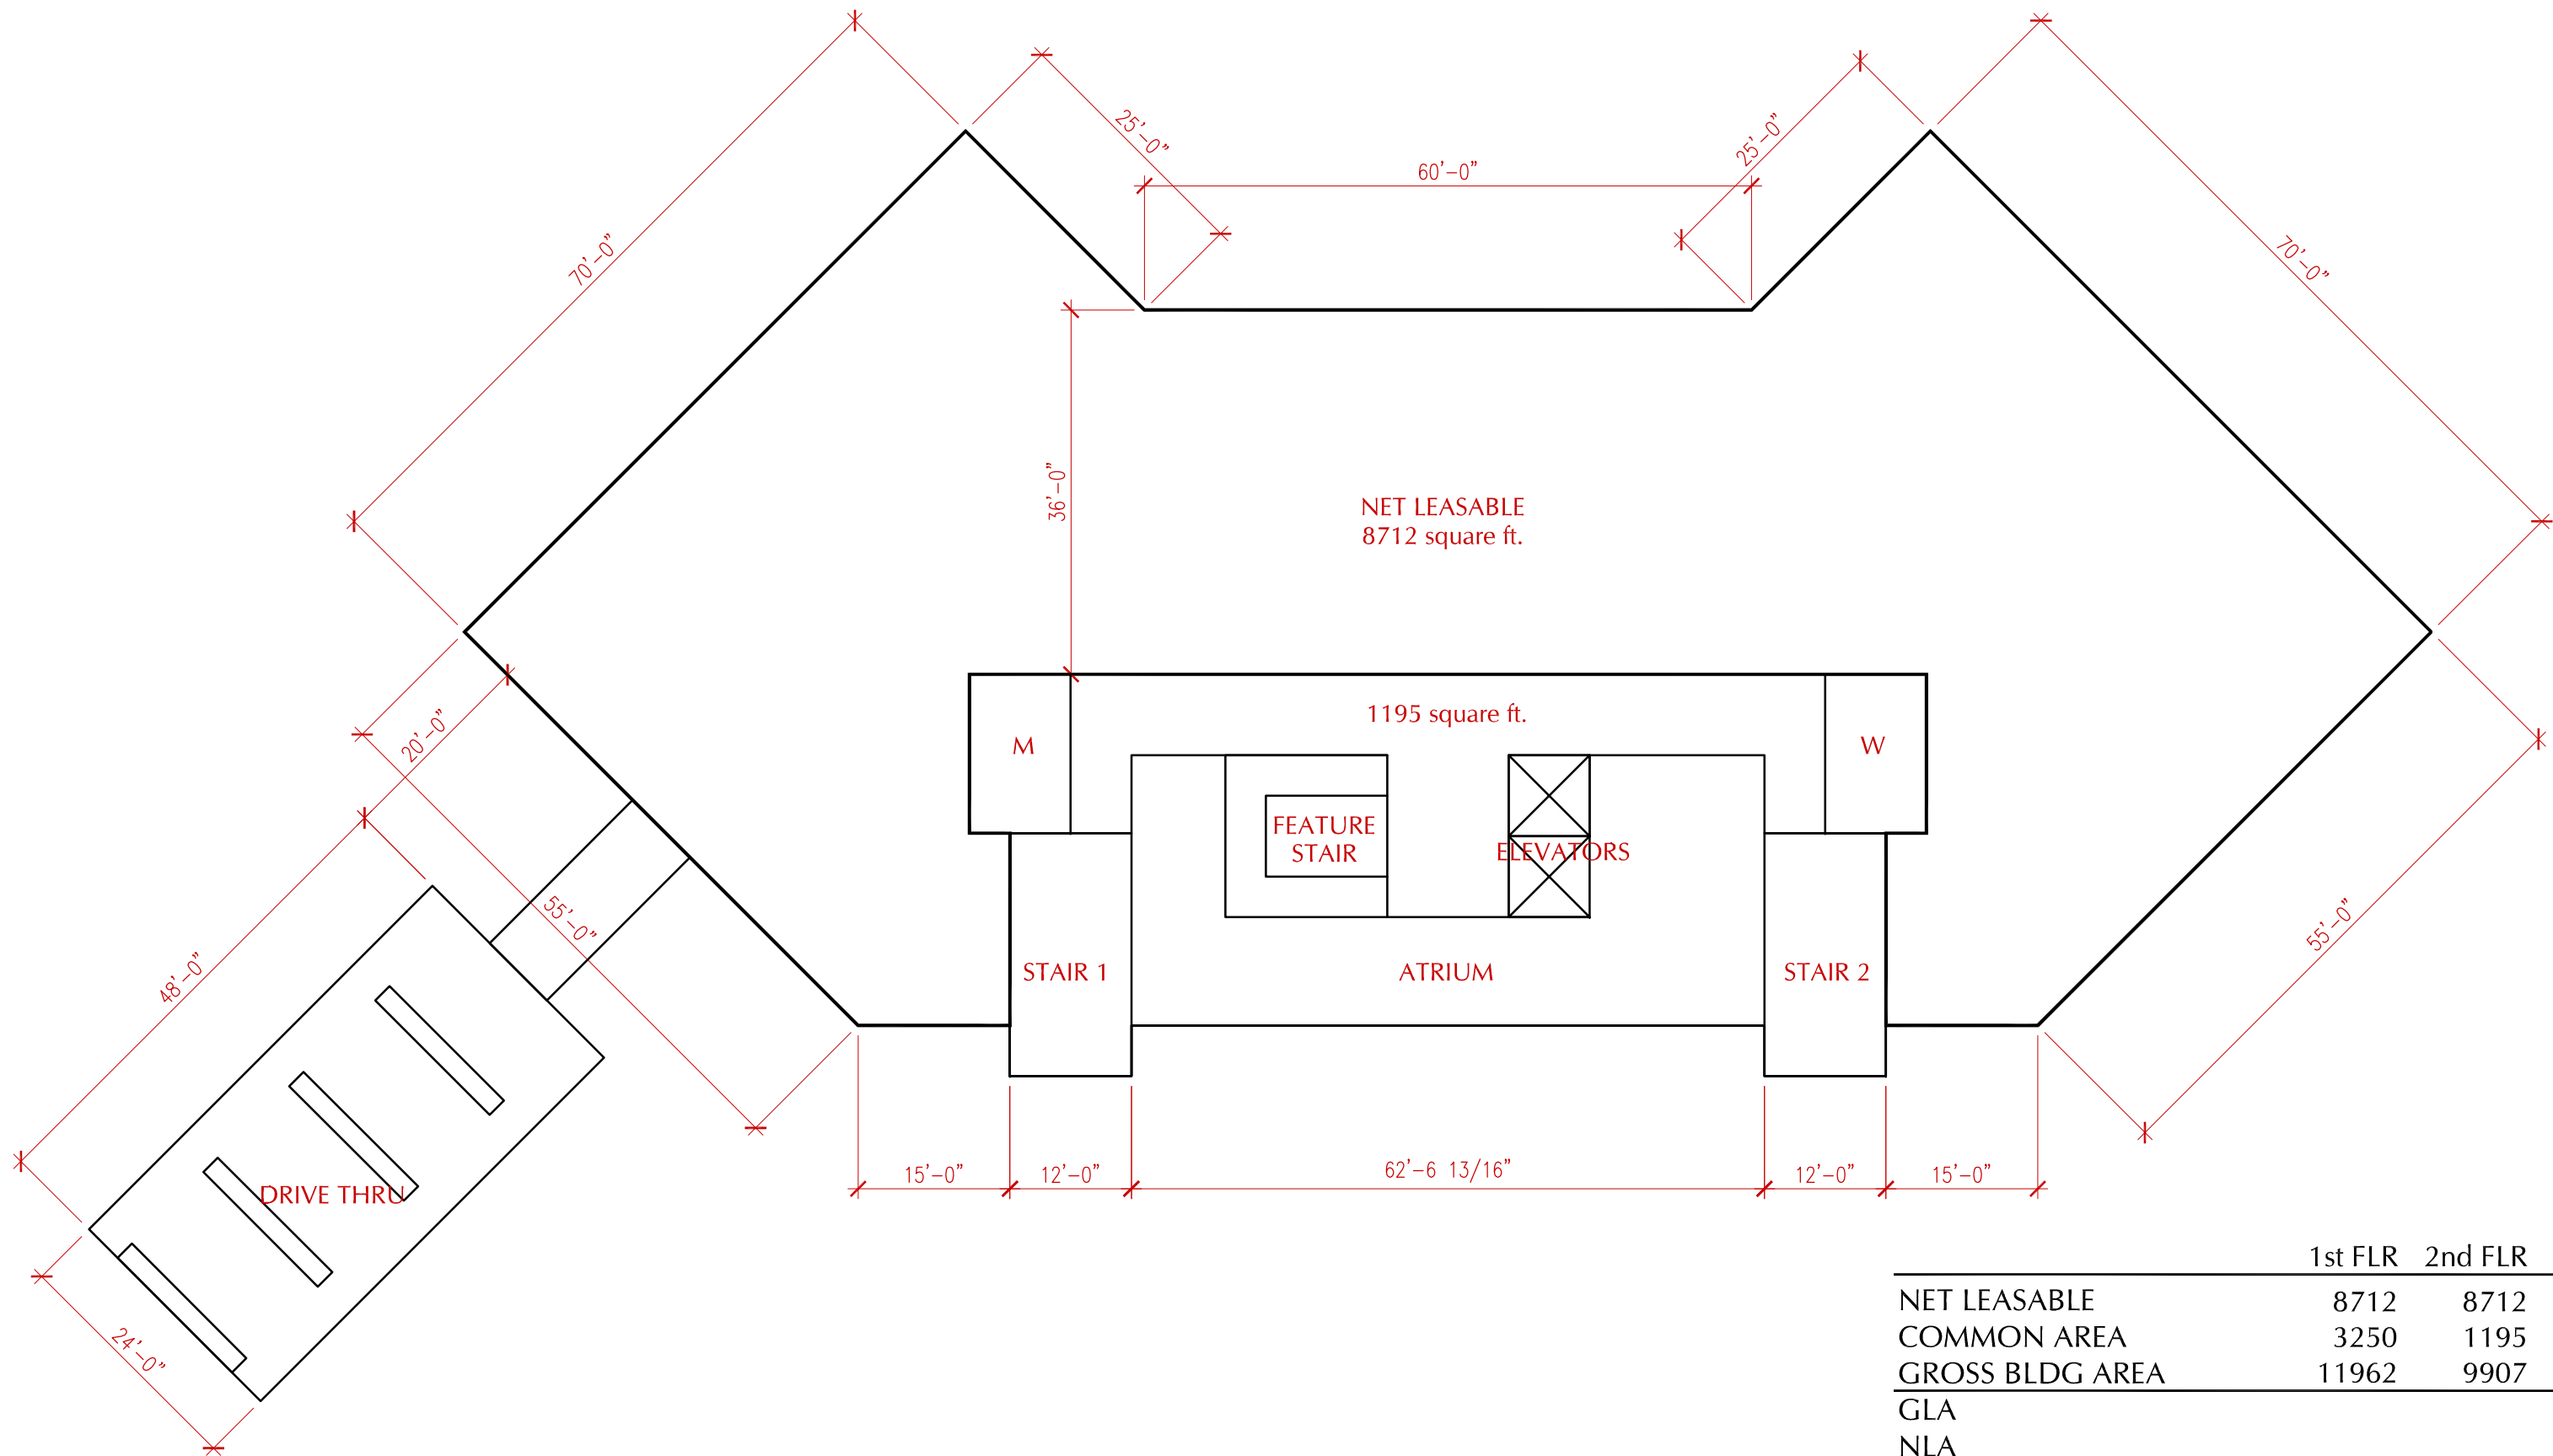 25'-0"
25'-0"
60'-0"
70'-0"
70'-0"
36'-0"
NET LEASABLE
8712 square ft.
1195 square ft.
M
W
20'-0"
FEATURE
STAIR
ELEVATORS
55'-0"
55'-0"
48'-0"
STAIR 1
ATRIUM
STAIR 2
15'-0"
12'-0"
62'-6 13/16"
12'-0"
15'-0"
DRIVE THRU
24'-0"
1st FLR 2nd FLR
NET LEASABLE 8712 8712
COMMON AREA 3250 1195
GROSS BLDG AREA 11962 9907
GLA
NLA